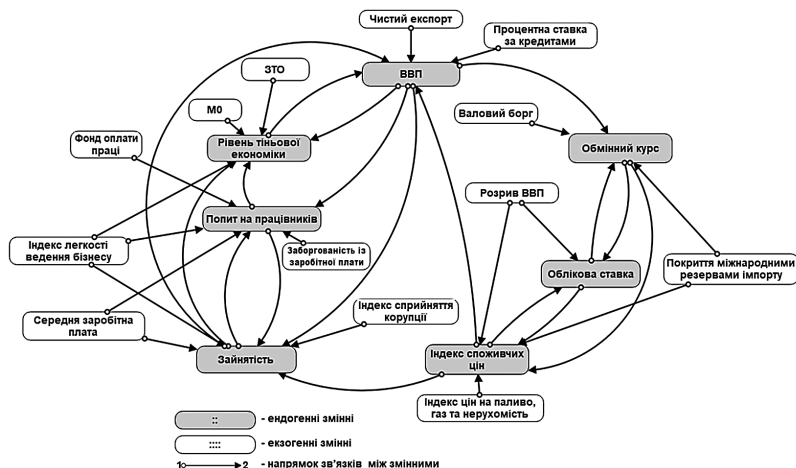 Чистий експорт
Процентна ставка
за кредитами
ЗТО
ВВП
М0
Валовий борг
Фонд оплати
праці
Рівень тіньової
економіки
Обмінний курс
Розрив ВВП
Попит на працівників
Індекс легкості
ведення бізнесу
Заборгованість із
заробітної плати
Облікова ставка
Покриття міжнародними
резервами імпорту
Індекс сприйняття
корупції
Середня заробітна
плата
Зайнятість
Індекс споживчих
цін
Індекс цін на паливо,
газ та нерухомість
:: - ендогенні змінні
:::: - екзогенні змінні
1 2 - напрямок зв'язків між змінними